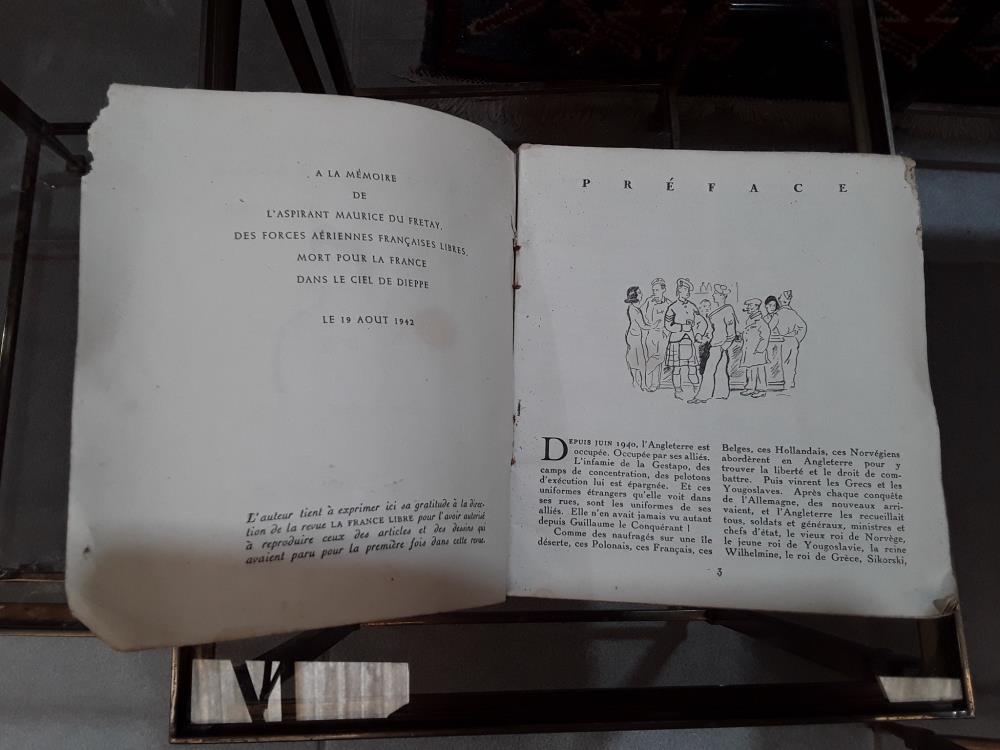 A LA MÉMOIRE
DE
L'ASPIRANT MAURICE DU FRETAY,
DES FORCES AÉRIENNES FRANÇAISES LIBRES,
MORT POUR LA FRANCE
DANS LE CIEL DE DIEPPE
LE 19 AOUT 1942
L'auteur tient à exprimer ici sa gratitude à la direc-
tion de la revue LA FRANCE LIBRE pour l'avoir autorisé
à reproduire ceux des articles et des dessins qui
avaient paru pour la première fois dans cette revue.
PRÉFACE
DEPUIS JUIN 1940, l'Angleterre est
occupée. Occupée par ses alliés.
L'infamie de la Gestapo, des
camps de concentration, des pelotons
d'exécution lui est épargnée. Et ces
uniformes étrangers qu'elle voit dans
ses rues, sont les uniformes de ses
alliés. Elle n'en avait jamais vu autant
depuis Guillaume le Conquérant !
Comme des naufragés sur une île
déserte, ces Polonais, ces Français, ces
Belges, ces Hollandais, ces Norvégiens
abordèrent en Angleterre pour y
trouver la liberté et le droit de com-
battre. Puis vinrent les Grecs et les
Yougoslaves. Après chaque conquête
de l'Allemagne, des nouveaux arri-
vaient, et l'Angleterre les recueillait
tous, soldats et généraux, ministres et
chefs d'état, le vieux roi de Norvège,
le jeune roi de Yougoslavie, la reine
Wilhelmine, le roi de Grèce, Sikorski,
3